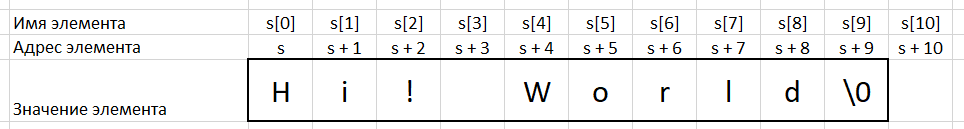 Имя элемента s[0] s[1] s[2] s[3] s[4] s[5] s[6] s[7] s[8] s[9] s[10]
Адрес элемента s s + 1 s + 2 s + 3 s + 4 s + 5 s + 6 s + 7 s + 8 s + 9 s + 10
Значение элемента H i ! W o r l d \0